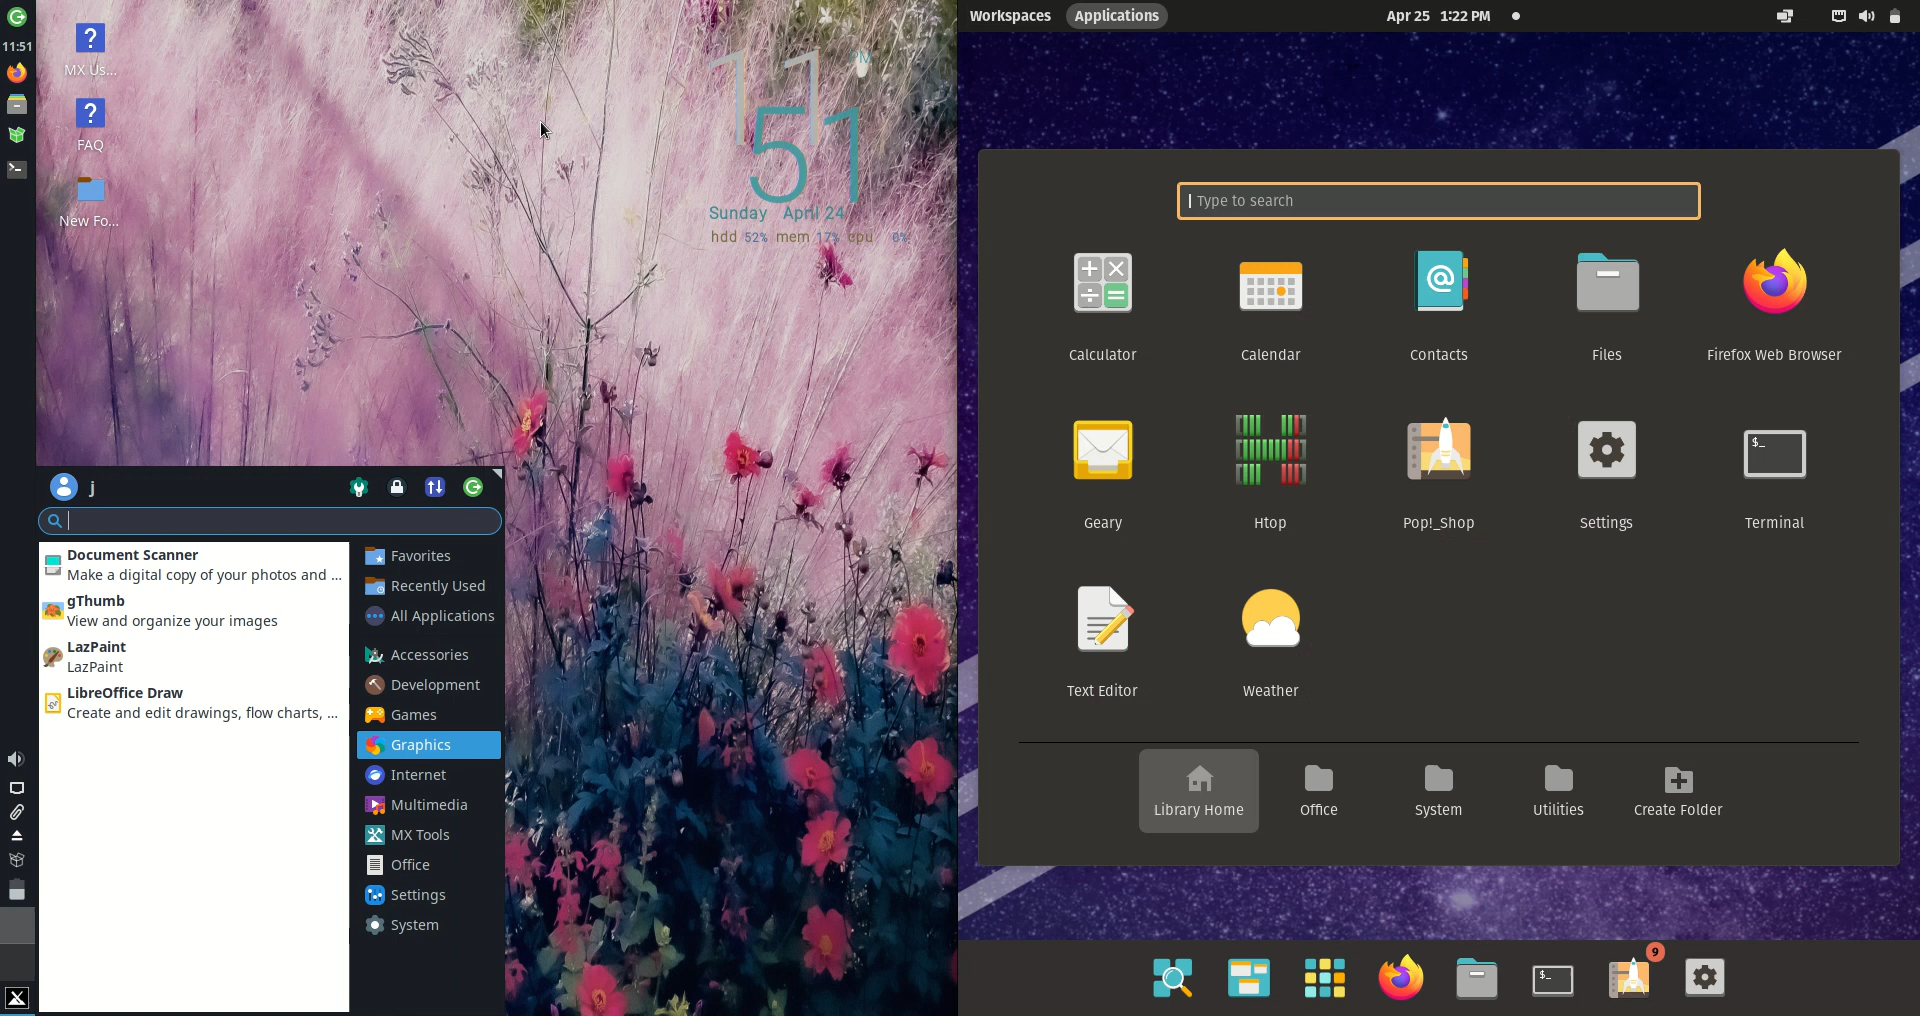 11:51
MX Us...
FAQ
New Fo...
11
PM
51
Sunday April 24
hdd 52% mem 17% cpu 0%
j
Document Scanner
Make a digital copy of your photos and ...
gThumb
View and organize your images
LazPaint
LazPaint
LibreOffice Draw
Create and edit drawings, flow charts, ...
Favorites
Recently Used
All Applications
Accessories
Development
Games
Graphics
Internet
Multimedia
MX Tools
Office
Settings
System
Workspaces Applications Apr 25 1:22 PM
Type to search
Calculator Calendar Contacts Files Firefox Web Browser
$_
Geary Htop Pop!_Shop Settings Terminal
Text Editor Weather
Library Home Office System Utilities Create Folder
$_ 9